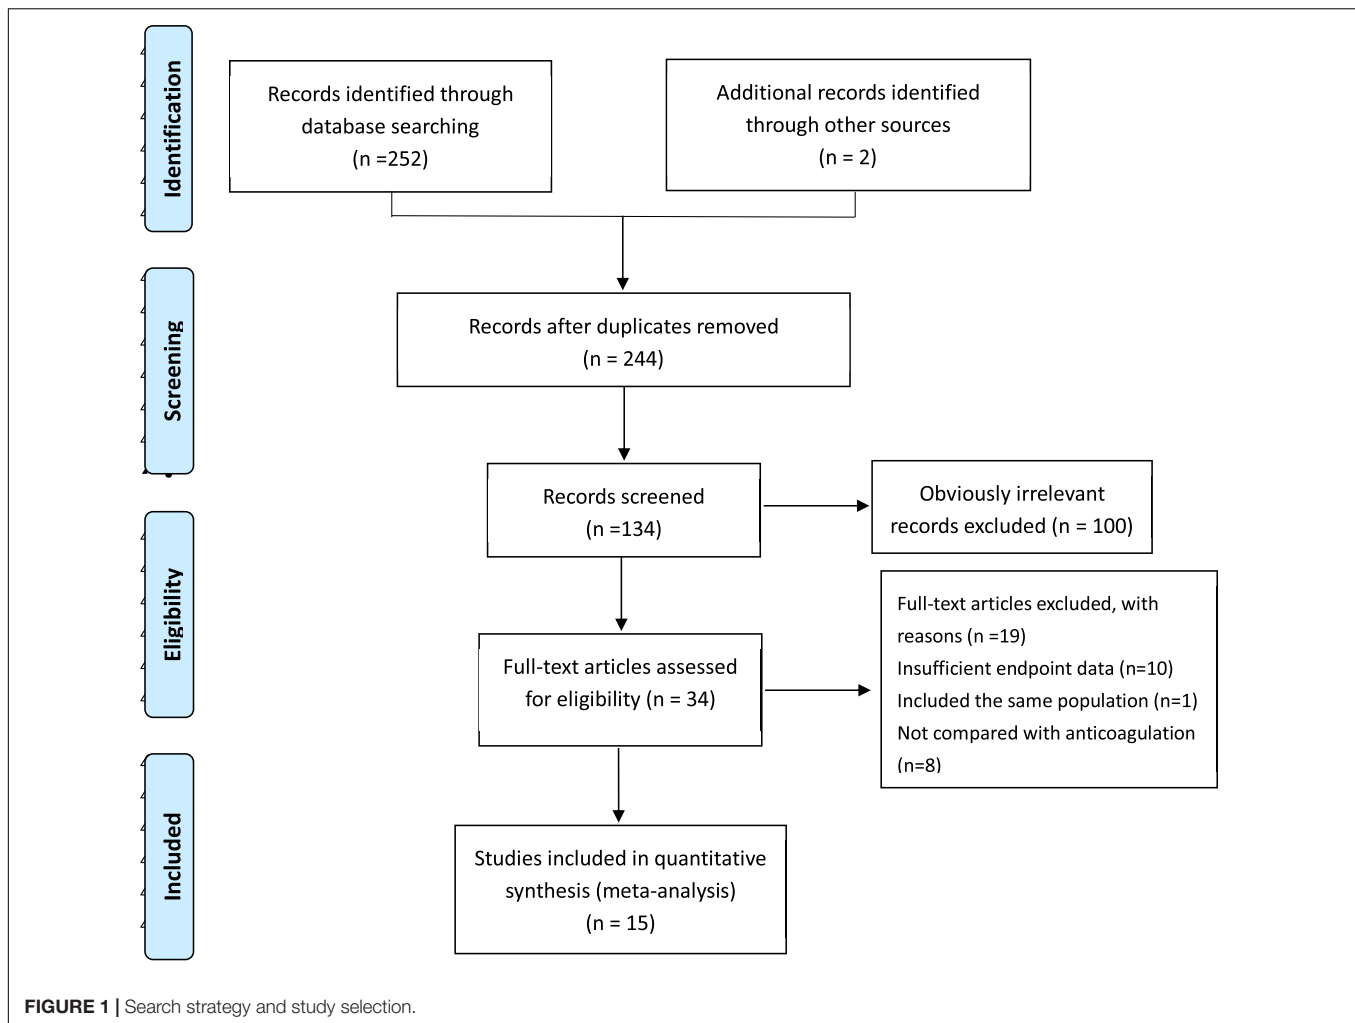 Identification
Records identified through
database searching
(n =252)
Additional records identified
through other sources
(n = 2)
Screening
Records after duplicates removed
(n = 244)
Records screened
(n =134)
Obviously irrelevant
records excluded (n = 100)
Eligibility
Full-text articles assessed
for eligibility (n = 34)
Full-text articles excluded, with
reasons (n =19)
Insufficient endpoint data (n=10)
Included the same population (n=1)
Not compared with anticoagulation
(n=8)
Included
Studies included in quantitative
synthesis (meta-analysis)
(n = 15)
FIGURE 1 | Search strategy and study selection.